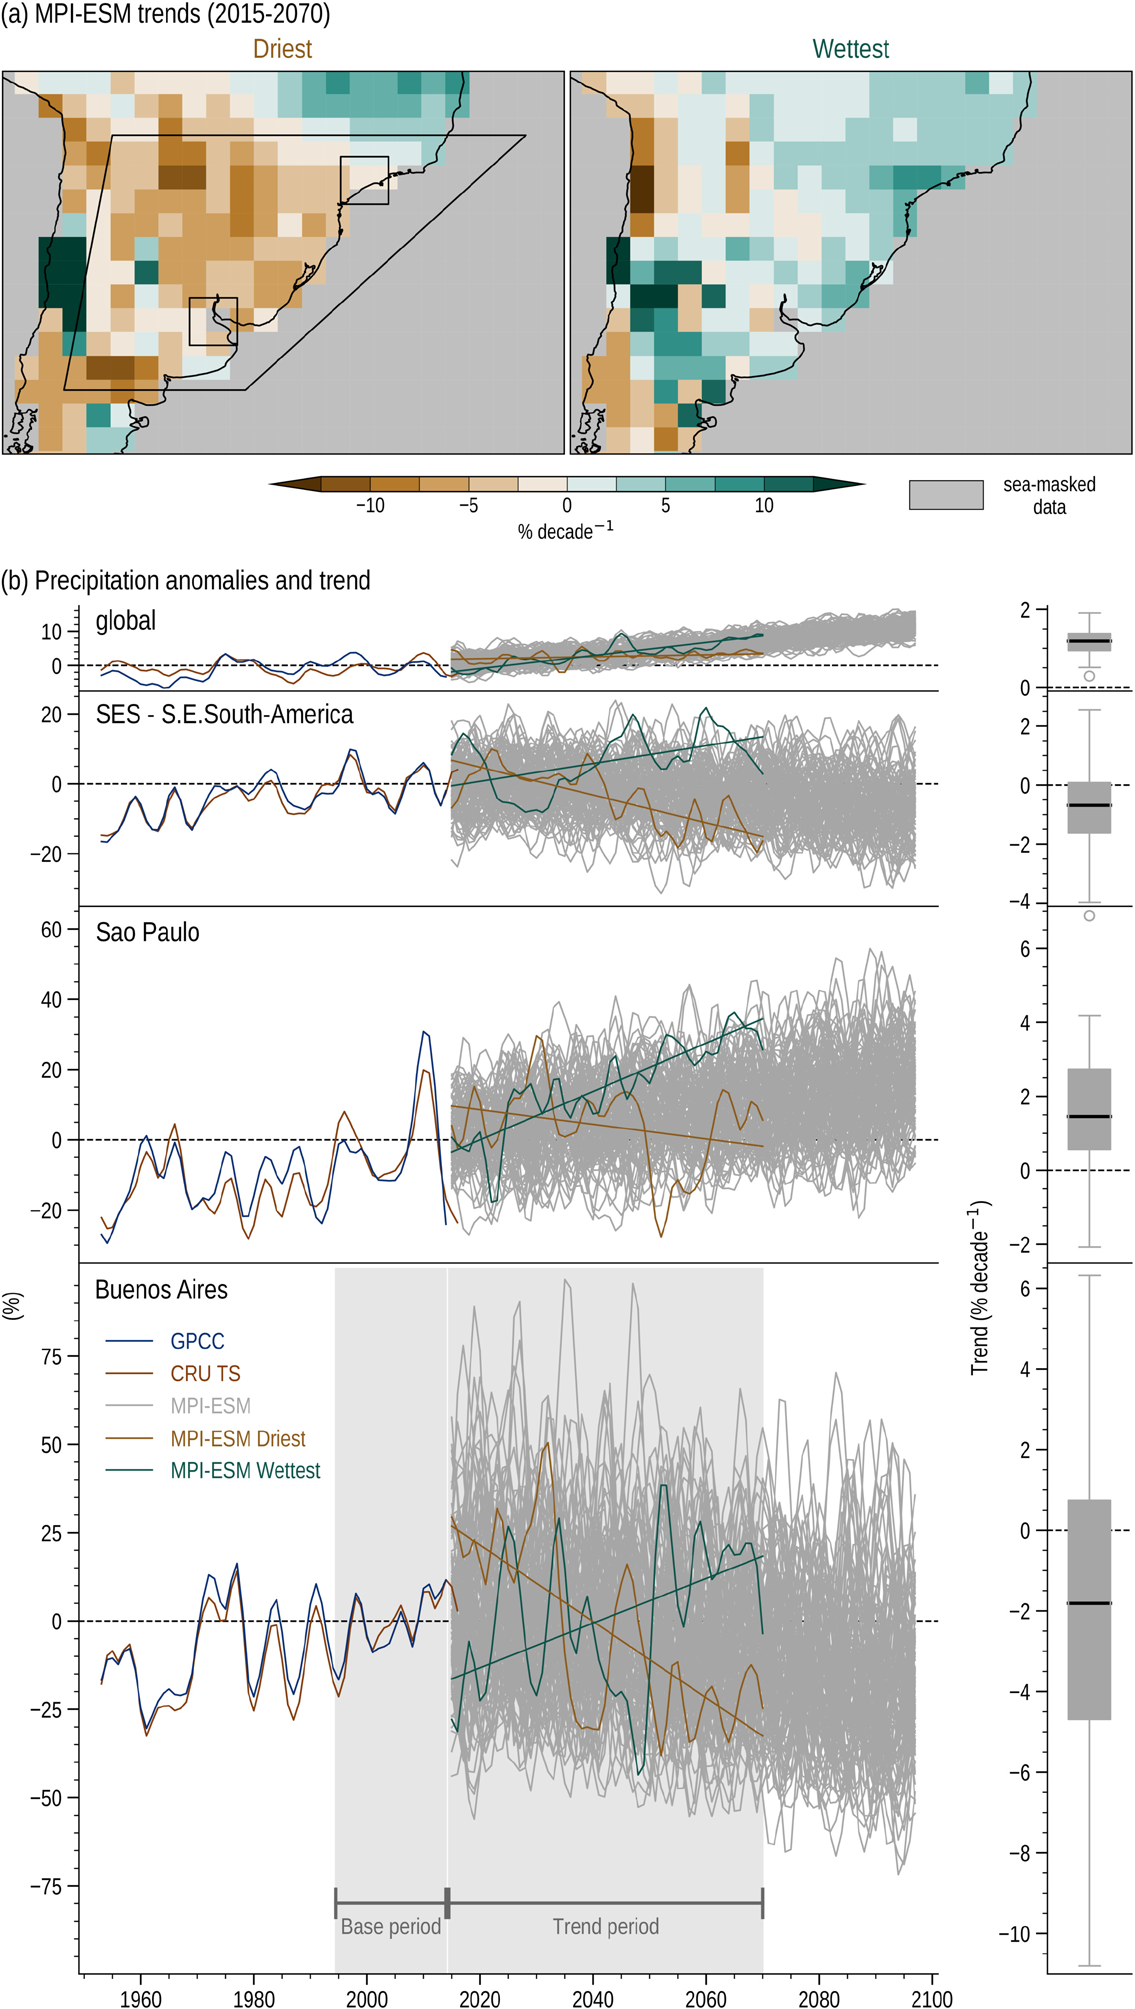 (a) MPI-ESM trends (2015-2070)
Driest
Wettest
−10
−5
0
5
10
% decade⁻¹
sea-masked
data
(b) Precipitation anomalies and trend
global
10
0
2
0
SES - S.E.South-America
20
0
−20
2
0
−2
−4
Sao Paulo
60
40
20
0
−20
6
4
2
0
−2
(%)
Trend (% decade⁻¹)
Buenos Aires
GPCC
CRU TS
MPI-ESM
MPI-ESM Driest
MPI-ESM Wettest
75
50
25
0
−25
−50
−75
6
4
2
0
−2
−4
−6
−8
−10
Base period
Trend period
1960
1980
2000
2020
2040
2060
2080
2100